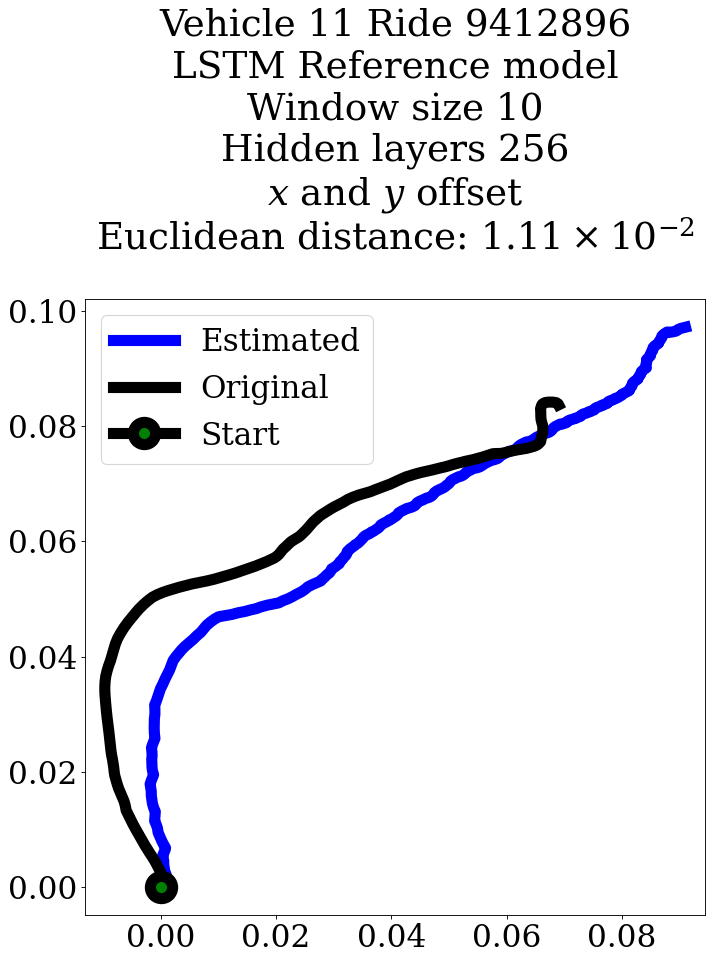 Vehicle 11 Ride 9412896
LSTM Reference model
Window size 10
Hidden layers 256
x and y offset
Euclidean distance: 1.11 × 10⁻²
0.10
0.08
0.06
0.04
0.02
0.00
Estimated
Original
Start
0.00 0.02 0.04 0.06 0.08